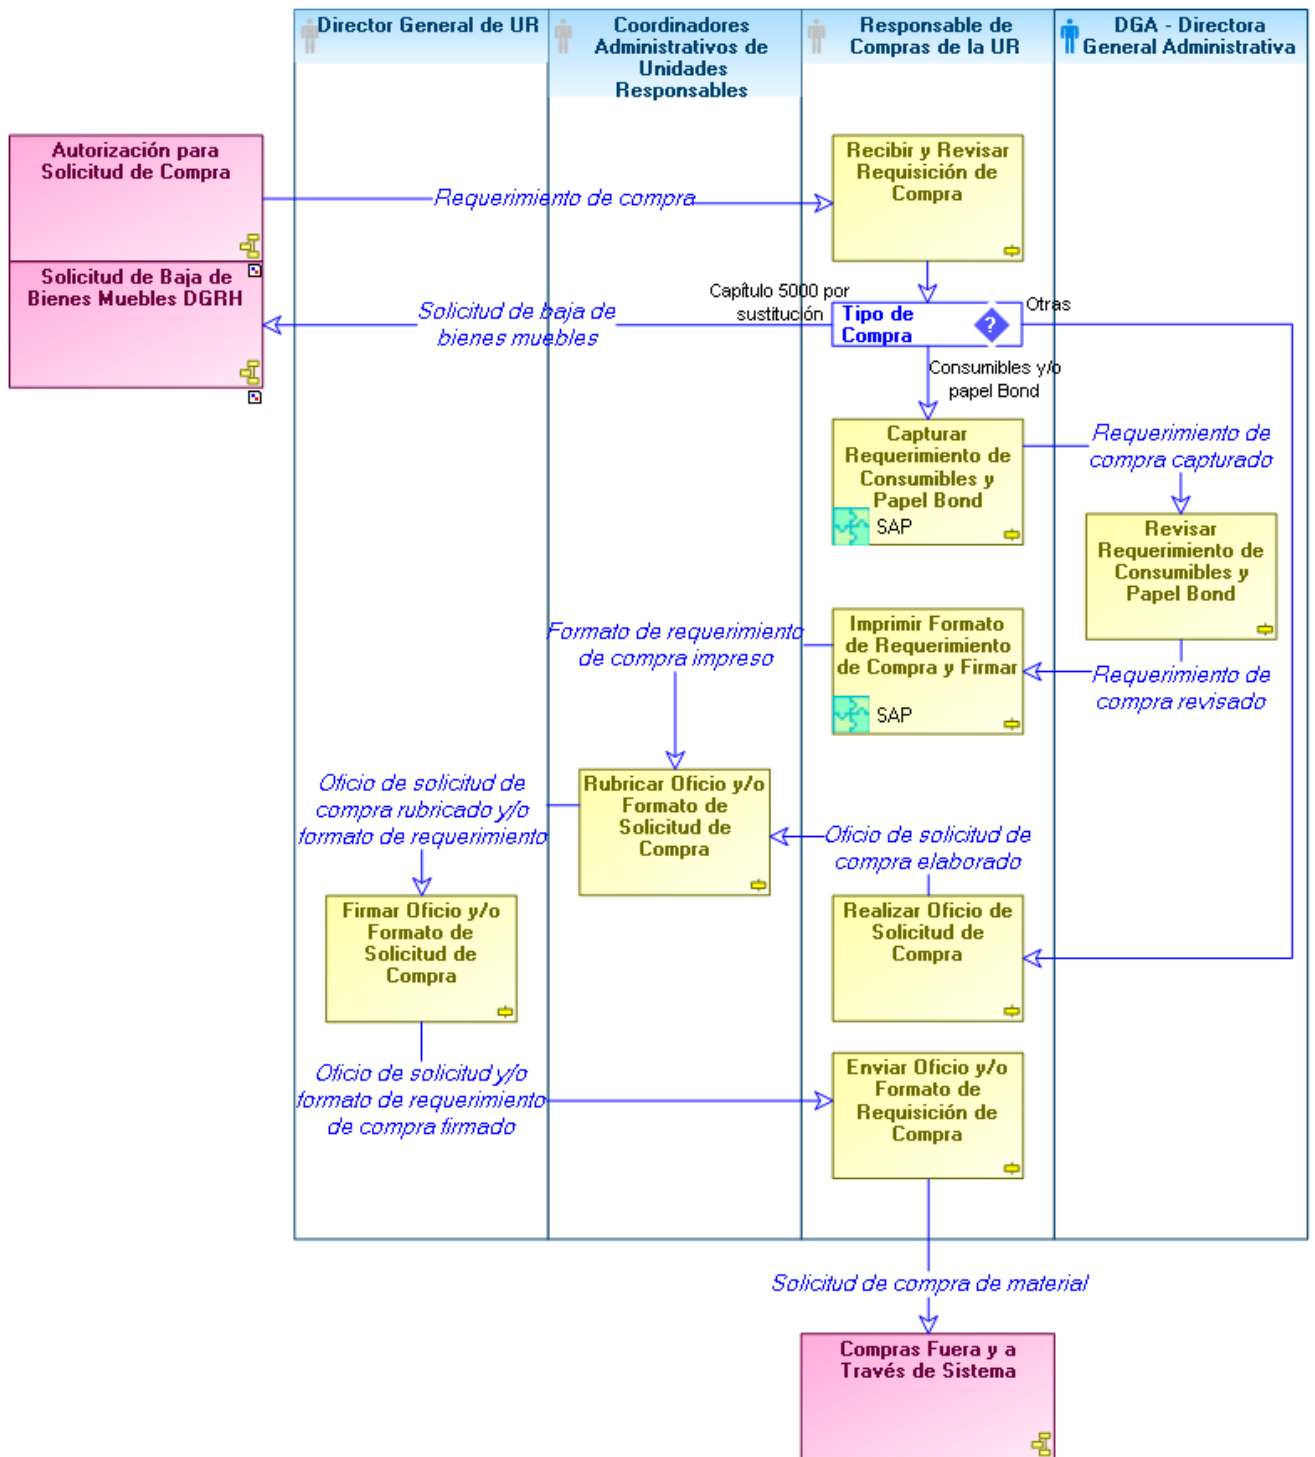 Director General de UR
Coordinadores
Administrativos de
Unidades
Responsables
Responsable de
Compras de la UR
DGA - Directora
General Administrativa
Autorización para
Solicitud de Compra
Requerimiento de compra
Recibir y Revisar
Requisición de
Compra
Solicitud de Baja de
Bienes Muebles DGRH
Solicitud de baja de
bienes muebles
Capítulo 5000 por
sustitución
Tipo de
Compra
?
Otras
Consumibles y/o
papel Bond
Capturar
Requerimiento de
Consumibles y
Papel Bond
SAP
Requerimiento de
compra capturado
Revisar
Requerimiento de
Consumibles y
Papel Bond
Formato de requerimiento
de compra impreso
Imprimir Formato
de Requerimiento
de Compra y Firmar
SAP
Requerimiento de
compra revisado
Oficio de solicitud de
compra rubricado y/o
formato de requerimiento
Rubricar Oficio y/o
Formato de
Solicitud de
Compra
Oficio de solicitud de
compra elaborado
Firmar Oficio y/o
Formato de
Solicitud de
Compra
Realizar Oficio de
Solicitud de
Compra
Oficio de solicitud y/o
formato de requerimiento
de compra firmado
Enviar Oficio y/o
Formato de
Requisición de
Compra
Solicitud de compra de material
Compras Fuera y a
Través de Sistema